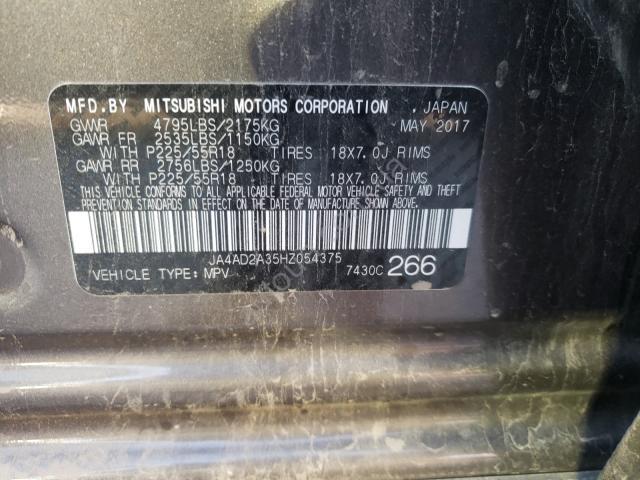 MFD.BY MITSUBISHI MOTORS CORPORATION . JAPAN
GWWR 4795LBS/2175KG MAY 2017
GAWR FR 2535LBS/1150KG
WITH P225/55R18 TIRES 18X7.0J RIMS
GAWR RR 2756LBS/1250KG
WITH P225/55R18 TIRES 18X7.0J RIMS
THIS VEHICLE CONFORMS TO ALL APPLICABLE FEDERAL MOTOR VEHICLE SAFETY AND THEFT
PREVENTION STANDARDS IN EFFECT ON THE DATE OF MANUFACTURE SHOWN ABOVE.
JA4AD2A35HZ054375
VEHICLE TYPE: MPV 7430C 266